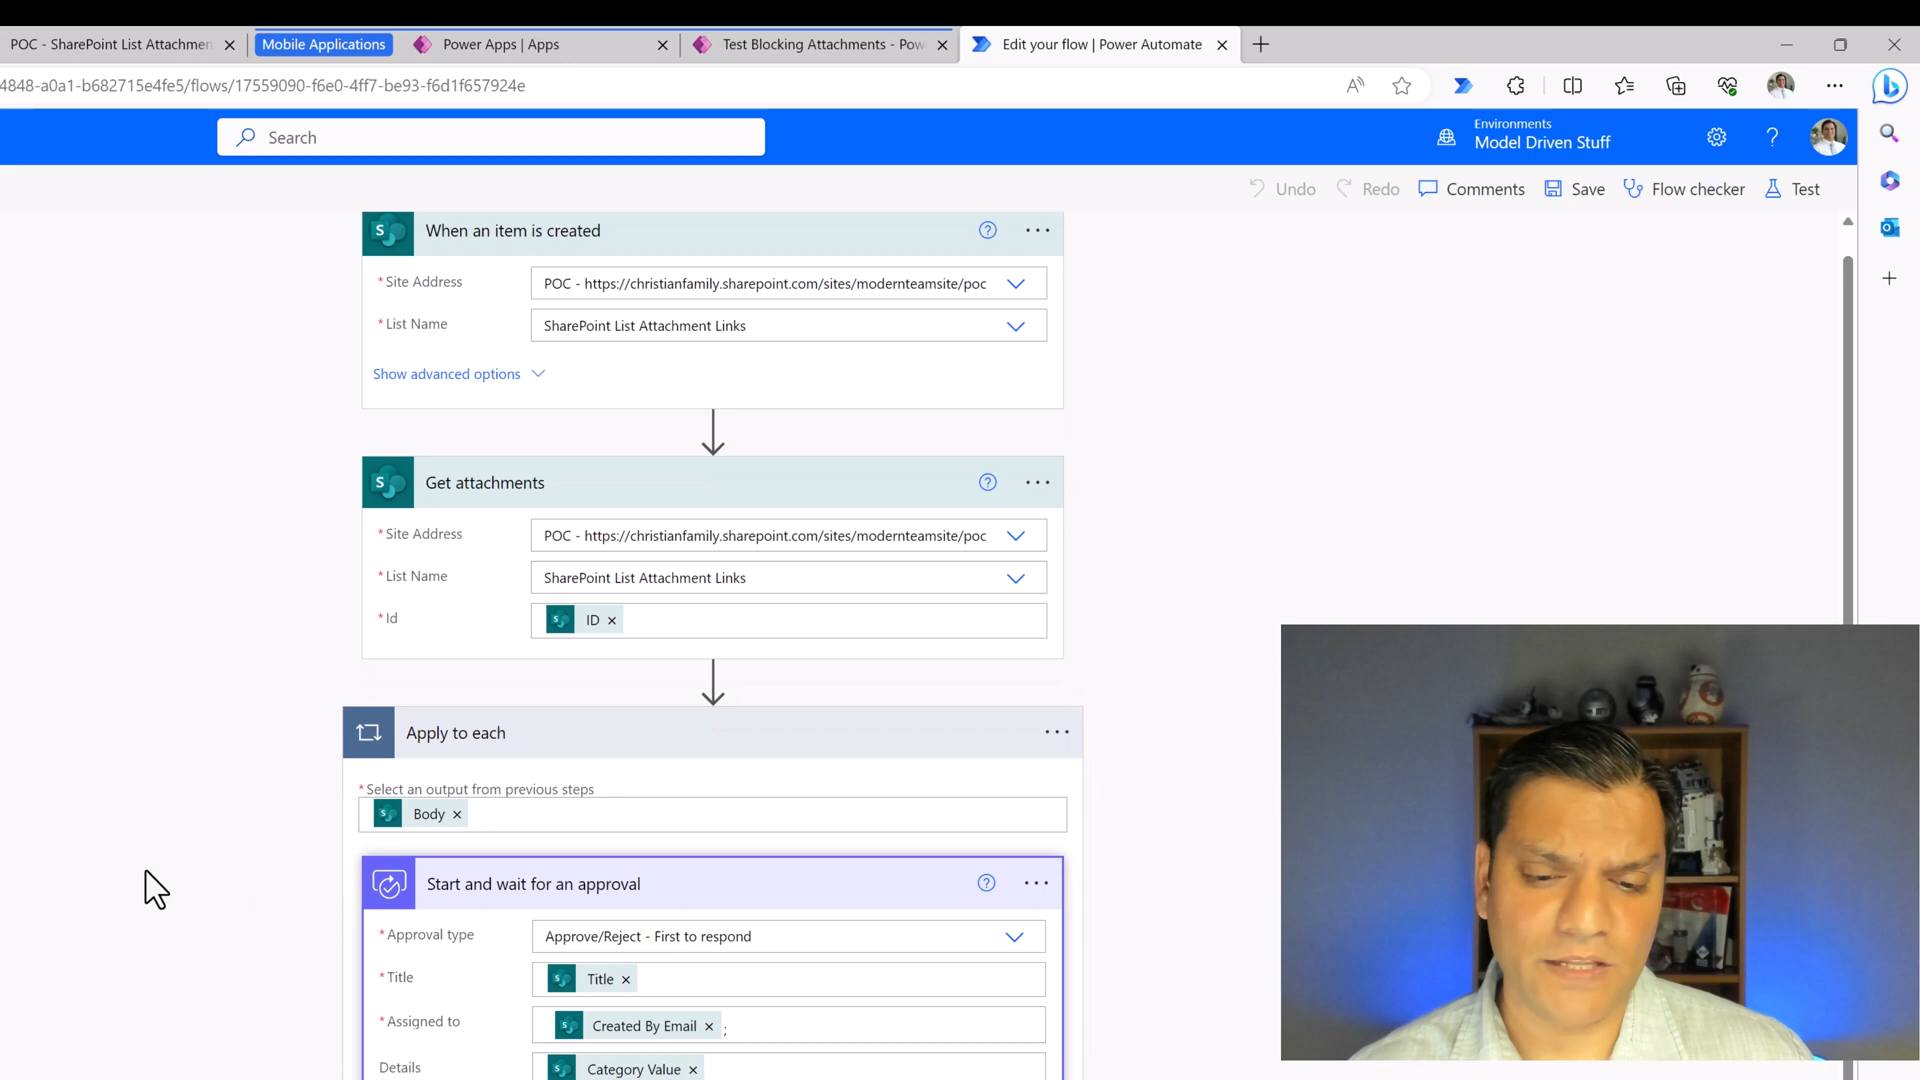 POC - SharePoint List Attachmen
Mobile Applications
Power Apps | Apps
Test Blocking Attachments - Pow
Edit your flow | Power Automate
4848-a0a1-b682715e4fe5/flows/17559090-f6e0-4ff7-be93-f6d1f657924e
Search
Environments
Model Driven Stuff
Undo
Redo
Comments
Save
Flow checker
Test
When an item is created
* Site Address
POC - https://christianfamily.sharepoint.com/sites/modernteamsite/poc
* List Name
SharePoint List Attachment Links
Show advanced options
Get attachments
* Site Address
POC - https://christianfamily.sharepoint.com/sites/modernteamsite/poc
* List Name
SharePoint List Attachment Links
* Id
ID
Apply to each
* Select an output from previous steps
Body
Start and wait for an approval
* Approval type
Approve/Reject - First to respond
* Title
Title
* Assigned to
Created By Email ;
Details
Category Value